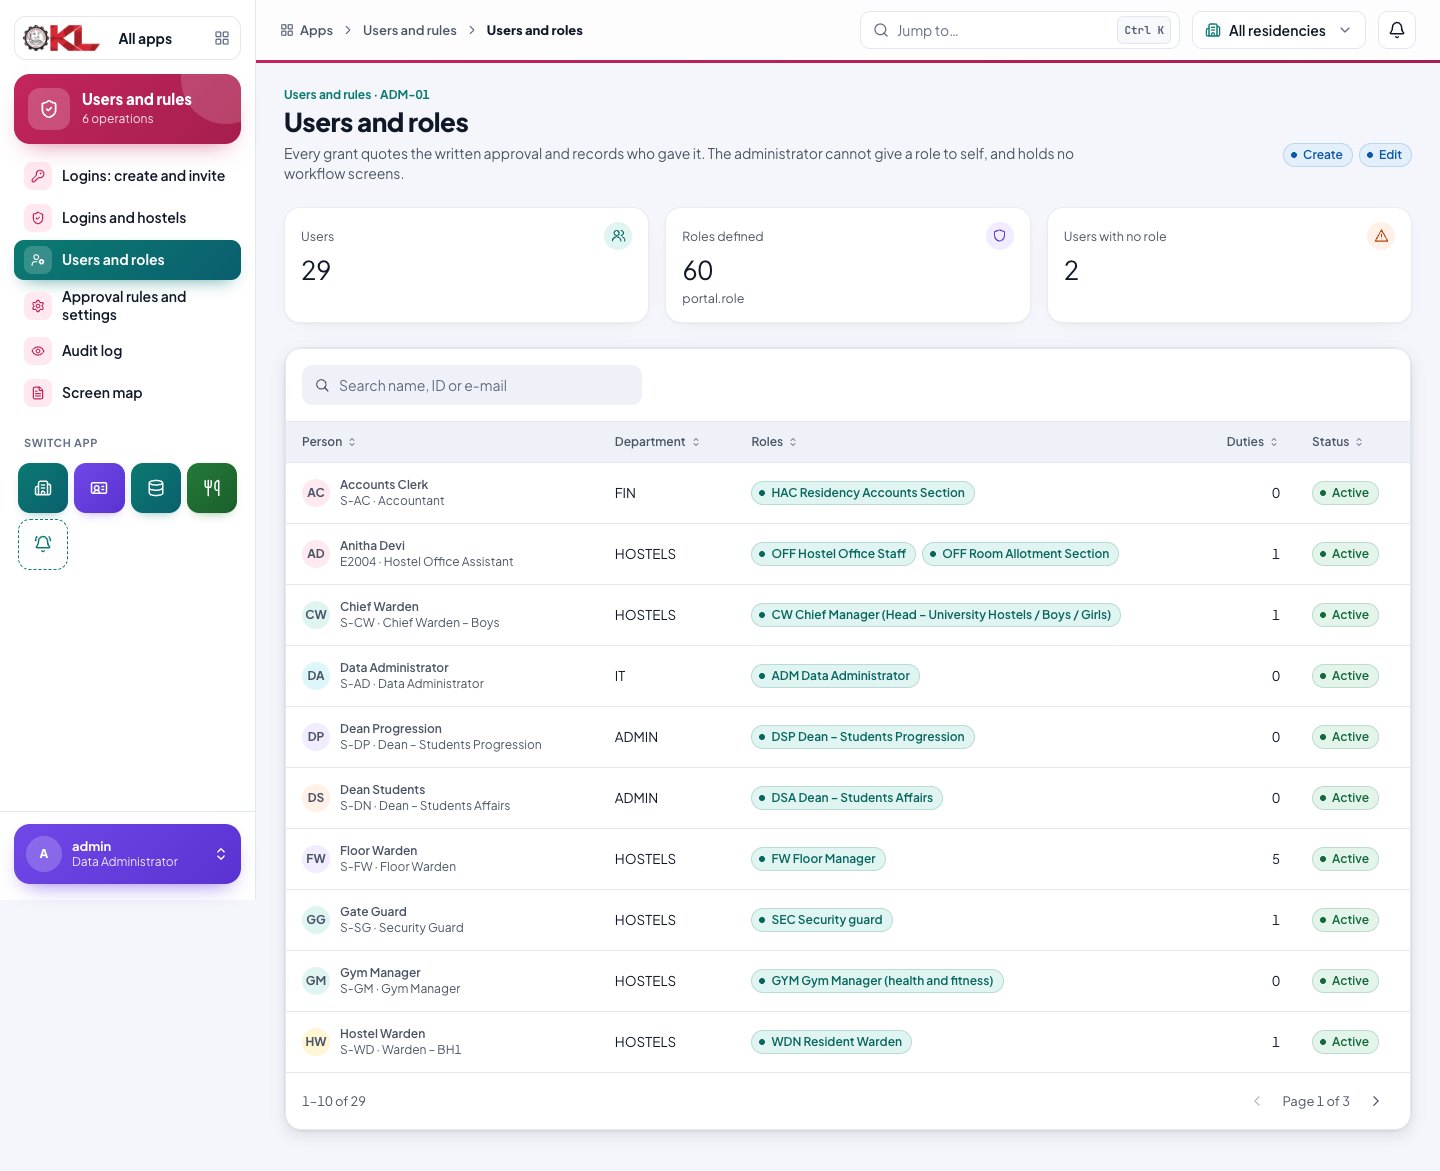 KL
All apps
Users and rules
6 operations
Logins: create and invite
Logins and hostels
Users and roles
Approval rules and
settings
Audit log
Screen map
SWITCH APP
A
admin
Data Administrator
Apps
Users and rules
Users and roles
Jump to…
Ctrl K
All residencies
Users and rules · ADM-01
Users and roles
Every grant quotes the written approval and records who gave it. The administrator cannot give a role to self, and holds no
workflow screens.
Create
Edit
Users
29
Roles defined
60
portal.role
Users with no role
2
Search name, ID or e-mail
Person Department Roles Duties Status
AC Accounts Clerk
S-AC · Accountant
FIN
HAC Residency Accounts Section
0
Active
AD Anitha Devi
E2004 · Hostel Office Assistant
HOSTELS
OFF Hostel Office Staff
OFF Room Allotment Section
1
Active
CW Chief Warden
S-CW · Chief Warden – Boys
HOSTELS
CW Chief Manager (Head – University Hostels / Boys / Girls)
1
Active
DA Data Administrator
S-AD · Data Administrator
IT
ADM Data Administrator
0
Active
DP Dean Progression
S-DP · Dean – Students Progression
ADMIN
DSP Dean – Students Progression
0
Active
DS Dean Students
S-DN · Dean – Students Affairs
ADMIN
DSA Dean – Students Affairs
0
Active
FW Floor Warden
S-FW · Floor Warden
HOSTELS
FW Floor Manager
5
Active
GG Gate Guard
S-SG · Security Guard
HOSTELS
SEC Security guard
1
Active
GM Gym Manager
S-GM · Gym Manager
HOSTELS
GYM Gym Manager (health and fitness)
0
Active
HW Hostel Warden
S-WD · Warden – BH1
HOSTELS
WDN Resident Warden
1
Active
1–10 of 29
Page 1 of 3